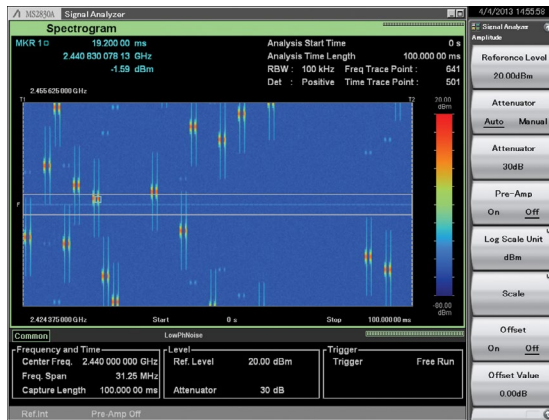 MS2830A Signal Analyzer
4/4/2013 14:55:58
Spectrogram
MKR 1 19.200 00 ms
2.440 830 078 13 GHz
-1.59 dBm
Analysis Start Time 0 s
Analysis Time Length 100.000 00 ms
RBW : 100 kHz Freq Trace Point : 641
Det : Positive Time Trace Point : 501
2.455 625 000 GHz
T1
T2
20.00
dBm
F
-00.00
dBm
2.424 375 000 GHz Start 0 s Stop 100.000 00 ms
Common LowPhNoise
Frequency and Time
Center Freq. 2.440 000 000 GHz
Freq. Span 31.25 MHz
Capture Length 100.000 00 ms
Level
Ref. Level 20.00 dBm
Attenuator 30 dB
Trigger
Trigger Free Run
Ref.Int Pre-Amp Off
Signal Analyzer
Amplitude
Reference Level
20.00dBm
Attenuator
Auto Manual
Attenuator
30dB
Pre-Amp
On Off
Log Scale Unit
dBm
Scale
Offset
On Off
Offset Value
0.00dB